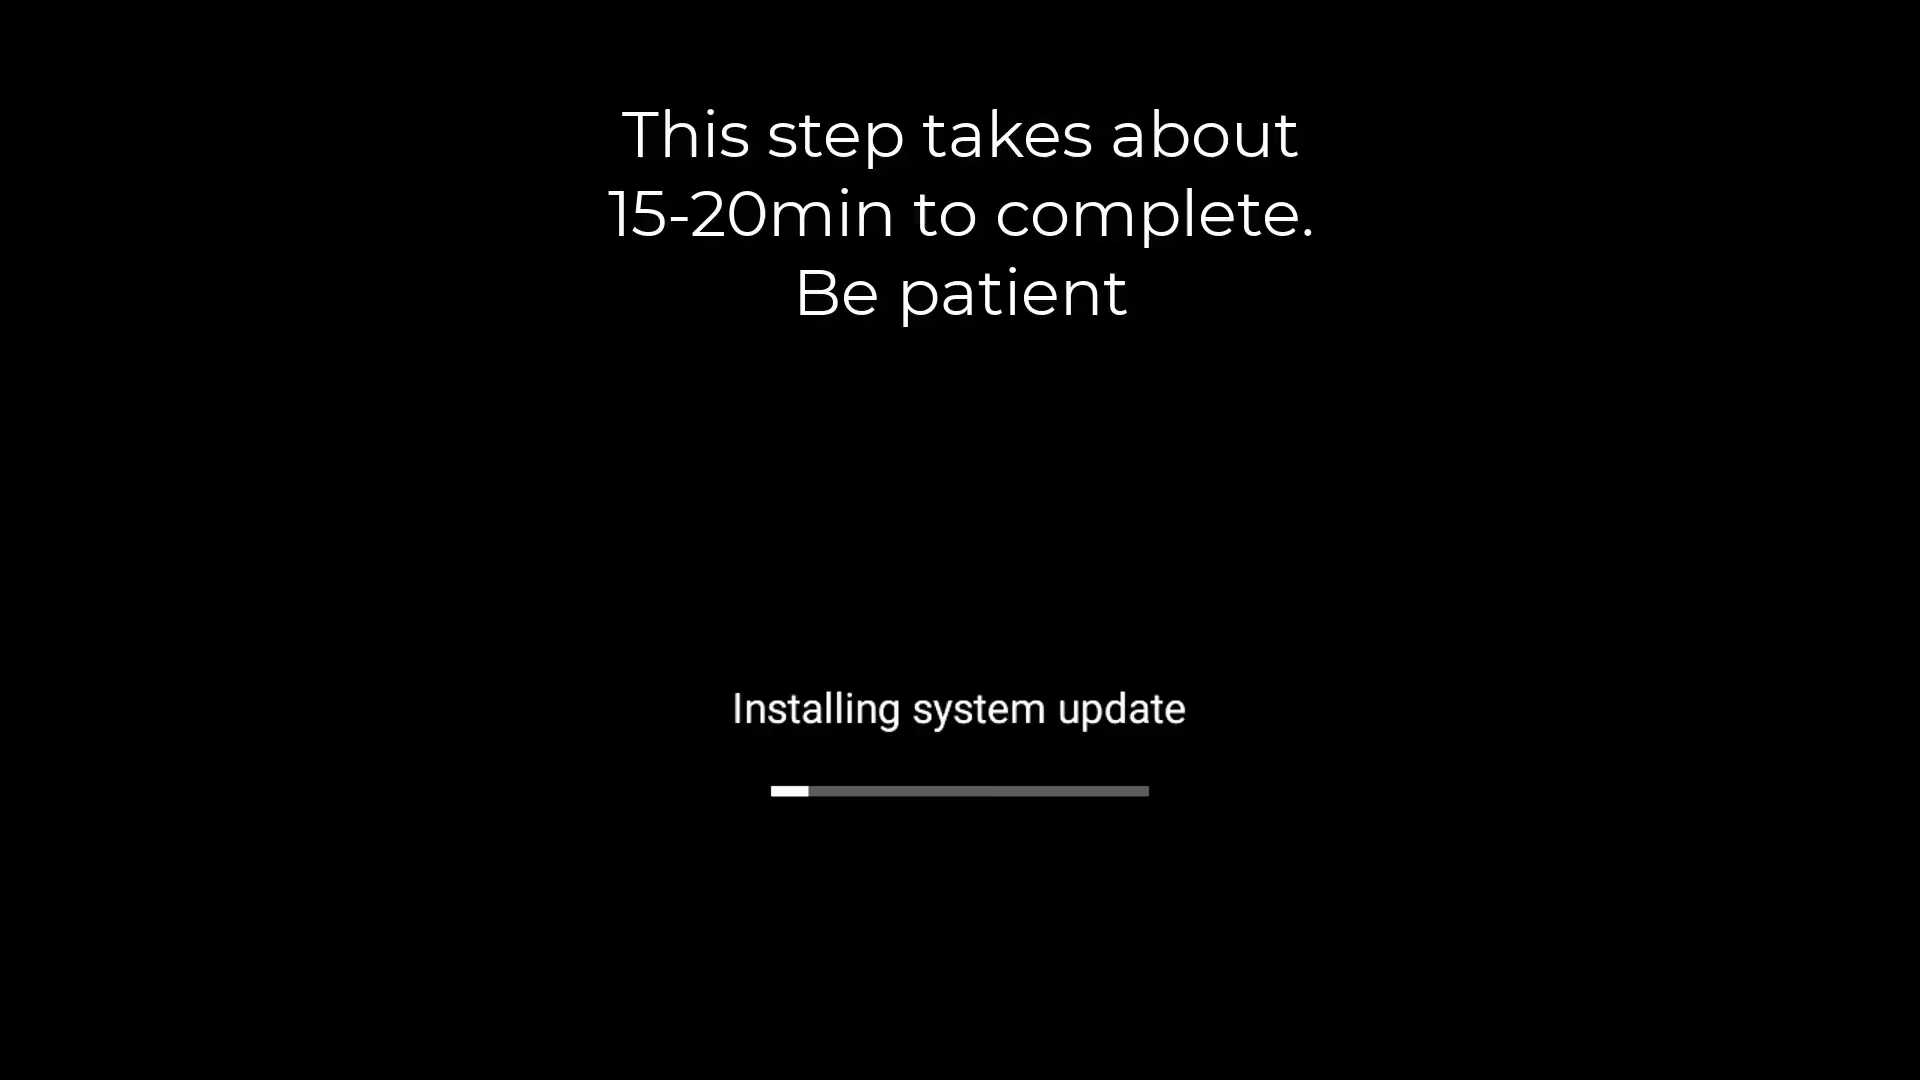 This step takes about
15-20min to complete.
Be patient
Installing system update